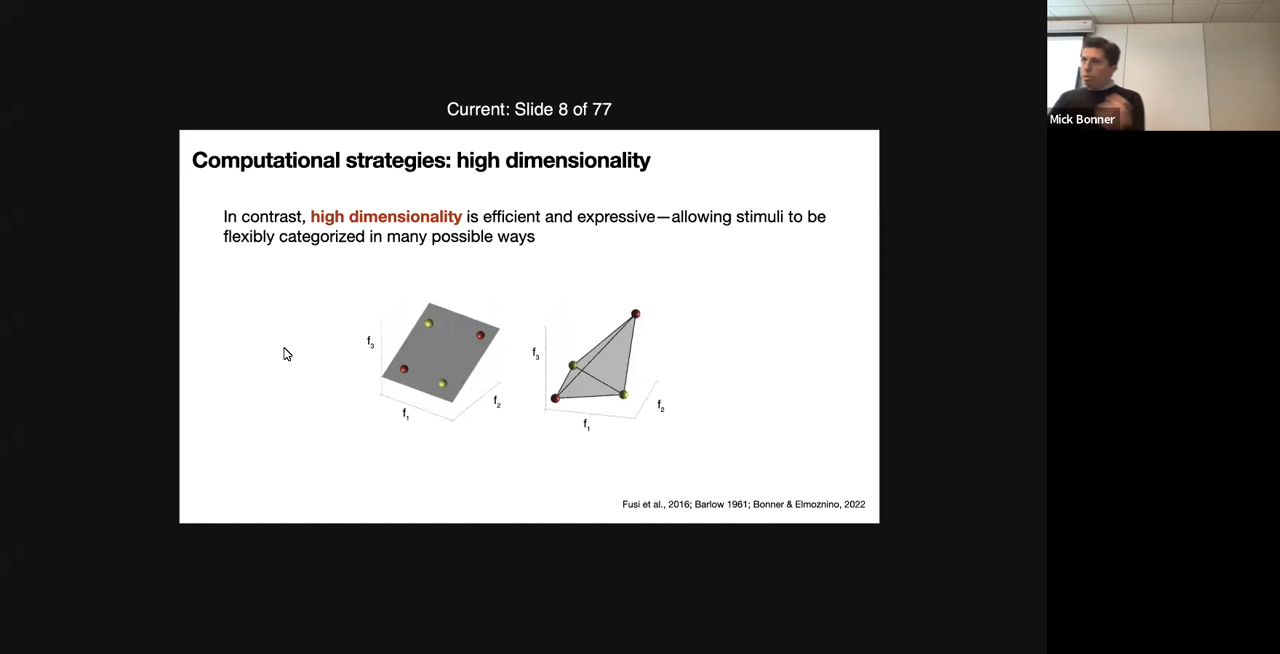 Current: Slide 8 of 77
Mick Bonner
Computational strategies: high dimensionality
In contrast, high dimensionality is efficient and expressive—allowing stimuli to be
flexibly categorized in many possible ways
f3
f1
f2
f3
f1
f2
Fusi et al., 2016; Barlow 1961; Bonner & Elmoznino, 2022